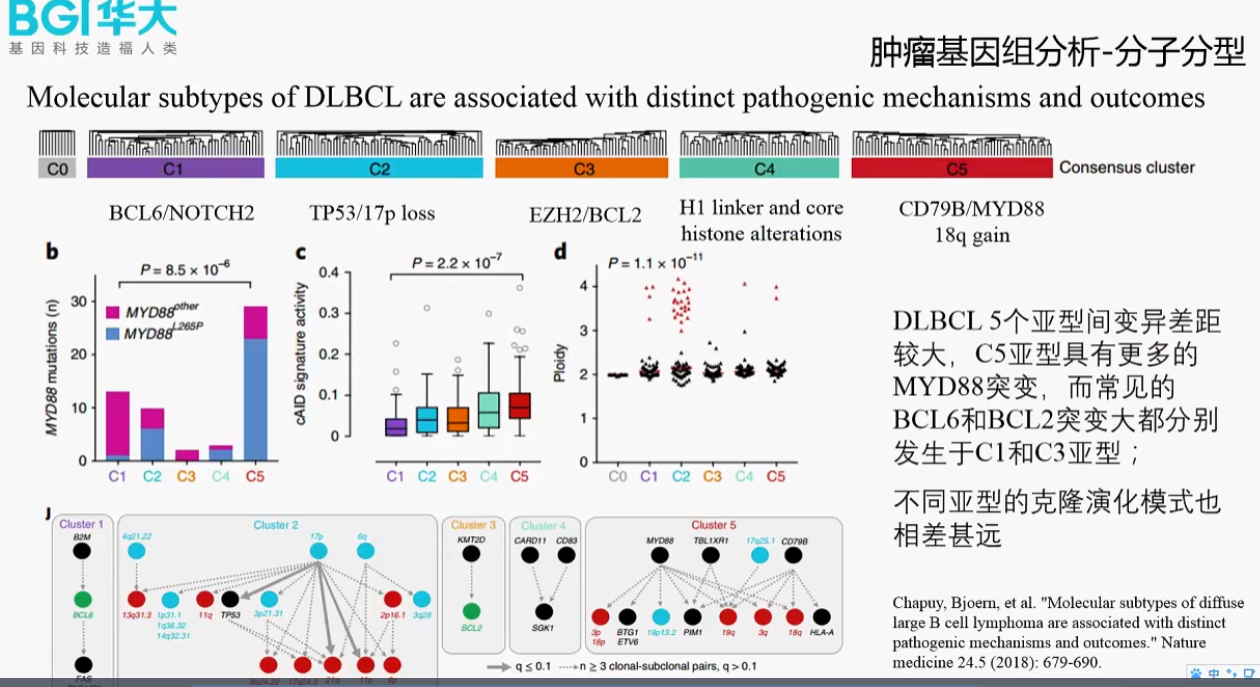 BGI华大
基因科技造福人类
肿瘤基因组分析-分子分型
Molecular subtypes of DLBCL are associated with distinct pathogenic mechanisms and outcomes
C0 C1 C2 C3 C4 C5 Consensus cluster
BCL6/NOTCH2
TP53/17p loss
EZH2/BCL2
H1 linker and core
histone alterations
CD79B/MYD88
18q gain
b
P = 8.5 × 10⁻⁶
MYD88^other
MYD88^L265P
MYD88 mutations (n)
30
20
10
0
C1 C2 C3 C4 C5
c
P = 2.2 × 10⁻⁷
cAID signature activity
0.4
0.3
0.2
0.1
0
C1 C2 C3 C4 C5
d
P = 1.1 × 10⁻¹¹
Ploidy
4
3
2
1
0
C0 C1 C2 C3 C4 C5
DLBCL 5个亚型间变异差距
较大，C5亚型具有更多的
MYD88突变，而常见的
BCL6和BCL2突变大都分别
发生于C1和C3亚型；
不同亚型的克隆演化模式也
相差甚远
Chapuy, Bjoern, et al. "Molecular subtypes of diffuse
large B cell lymphoma are associated with distinct
pathogenic mechanisms and outcomes." Nature
medicine 24.5 (2018): 679-690.
j
Cluster 1
B2M
BCL6
FAS
Cluster 2
4q21.22 17p 6q
13q31.3 1p31.1 11q TP53 3p21.31 2p16.1 3q28
1q36.32
14q32.31
21q 11p 6p
Cluster 3
KMT2D
BCL2
Cluster 4
CARD11 CD83
SGK1
Cluster 5
MYD88 TBL1XR1 17q25.1 CD79B
3p BTG1 19p13.2 PIM1 19q 3q 18q HLA-A
18p ETV6
q ≤ 0.1 n ≥ 3 clonal-subclonal pairs, q > 0.1
中